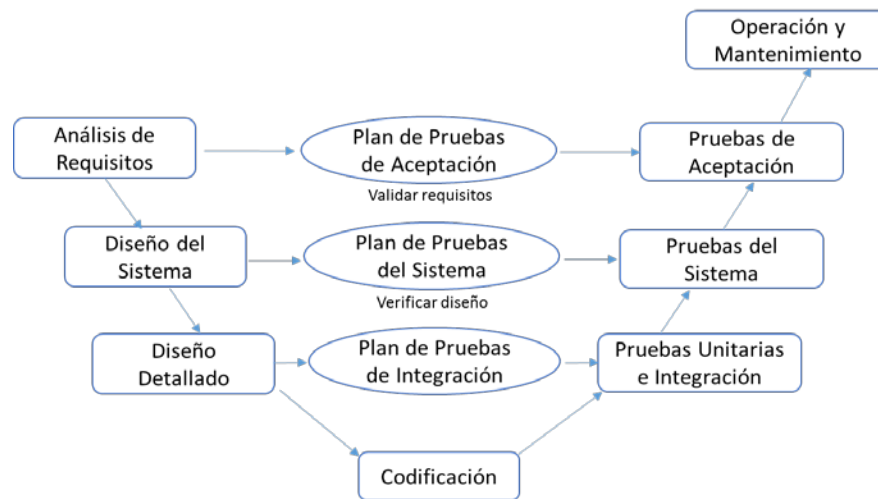 Operación y
Mantenimiento
Análisis de
Requisitos
Plan de Pruebas
de Aceptación
Pruebas de
Aceptación
Validar requisitos
Diseño del
Sistema
Plan de Pruebas
del Sistema
Pruebas del
Sistema
Verificar diseño
Diseño
Detallado
Plan de Pruebas
de Integración
Pruebas Unitarias
e Integración
Codificación